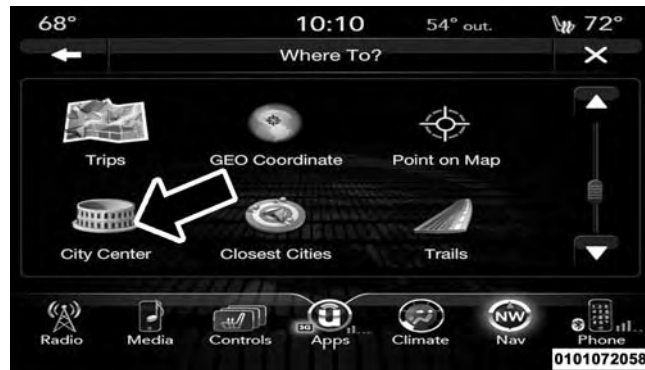 68° 10:10 54° out. 72°
Where To?
Trips GEO Coordinate Point on Map
City Center Closest Cities Trails
3G NW
Radio Media Controls Apps Climate Nav Phone
0101072058